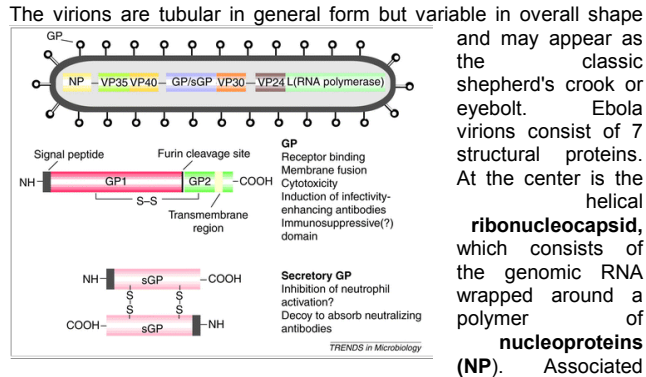 The virions are tubular in general form but variable in overall shape
and may appear as
the classic
shepherd's crook or
eyebolt. Ebola
virions consist of 7
structural proteins.
At the center is the
helical
ribonucleocapsid,
which consists of
the genomic RNA
wrapped around a
polymer of
nucleoproteins
(NP). Associated
GP
NP VP35 VP40 GP/sGP VP30 VP24 L(RNA polymerase)
Signal peptide Furin cleavage site
NH GP1 GP2 COOH
S–S
Transmembrane
region
GP
Receptor binding
Membrane fusion
Cytotoxicity
Induction of infectivity-
enhancing antibodies
Immunosuppressive(?)
domain
NH sGP COOH
S S
S S
COOH sGP NH
Secretory GP
Inhibition of neutrophil
activation?
Decoy to absorb neutralizing
antibodies
TRENDS in Microbiology